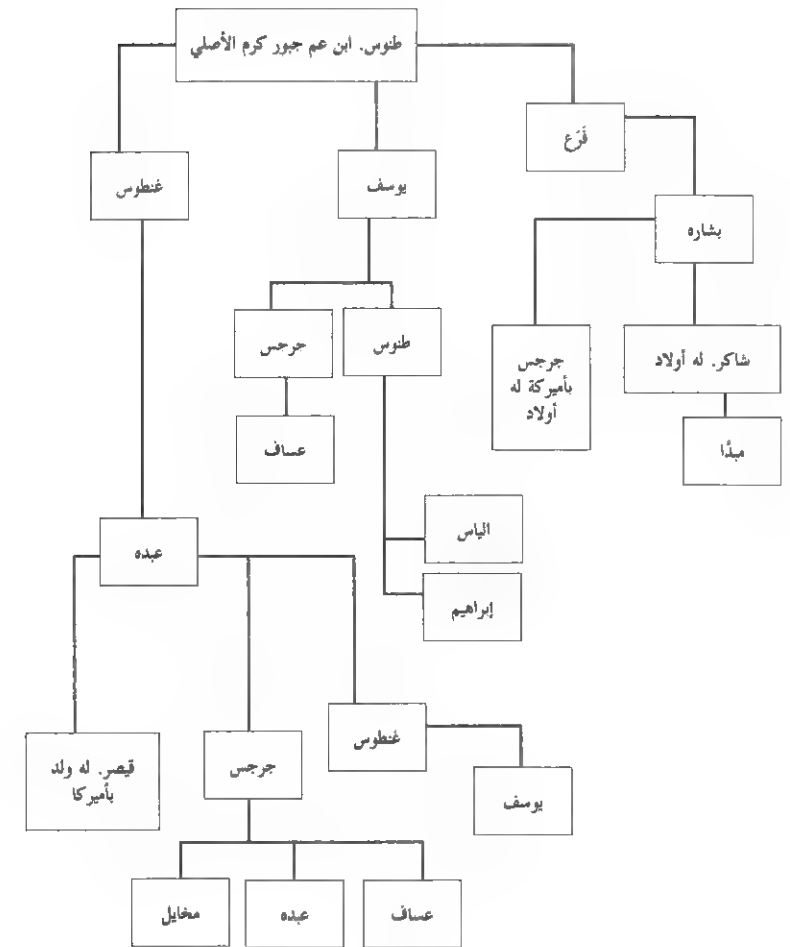 طنوس. ابن عم جبور كرم الأصلي
فَرَع
يوسف
غنطوس
بشاره
جرجس
طنوس
شاكر. له أولاد
جرجس
بأميركة له
أولاد
عساف
مبدًا
الياس
عبده
إبراهيم
غنطوس
جرجس
قيصر. له ولد
بأميركا
يوسف
عساف
عبده
مخايل